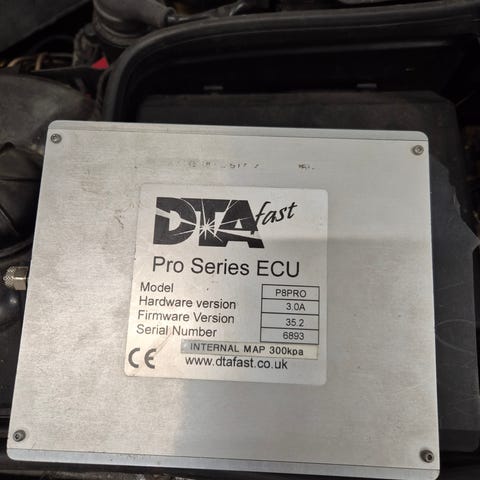 DTAfast
Pro Series ECU
Model P8PRO
Hardware version 3.0A
Firmware Version 35.2
Serial Number 6893
INTERNAL MAP 300kpa
CE www.dtafast.co.uk